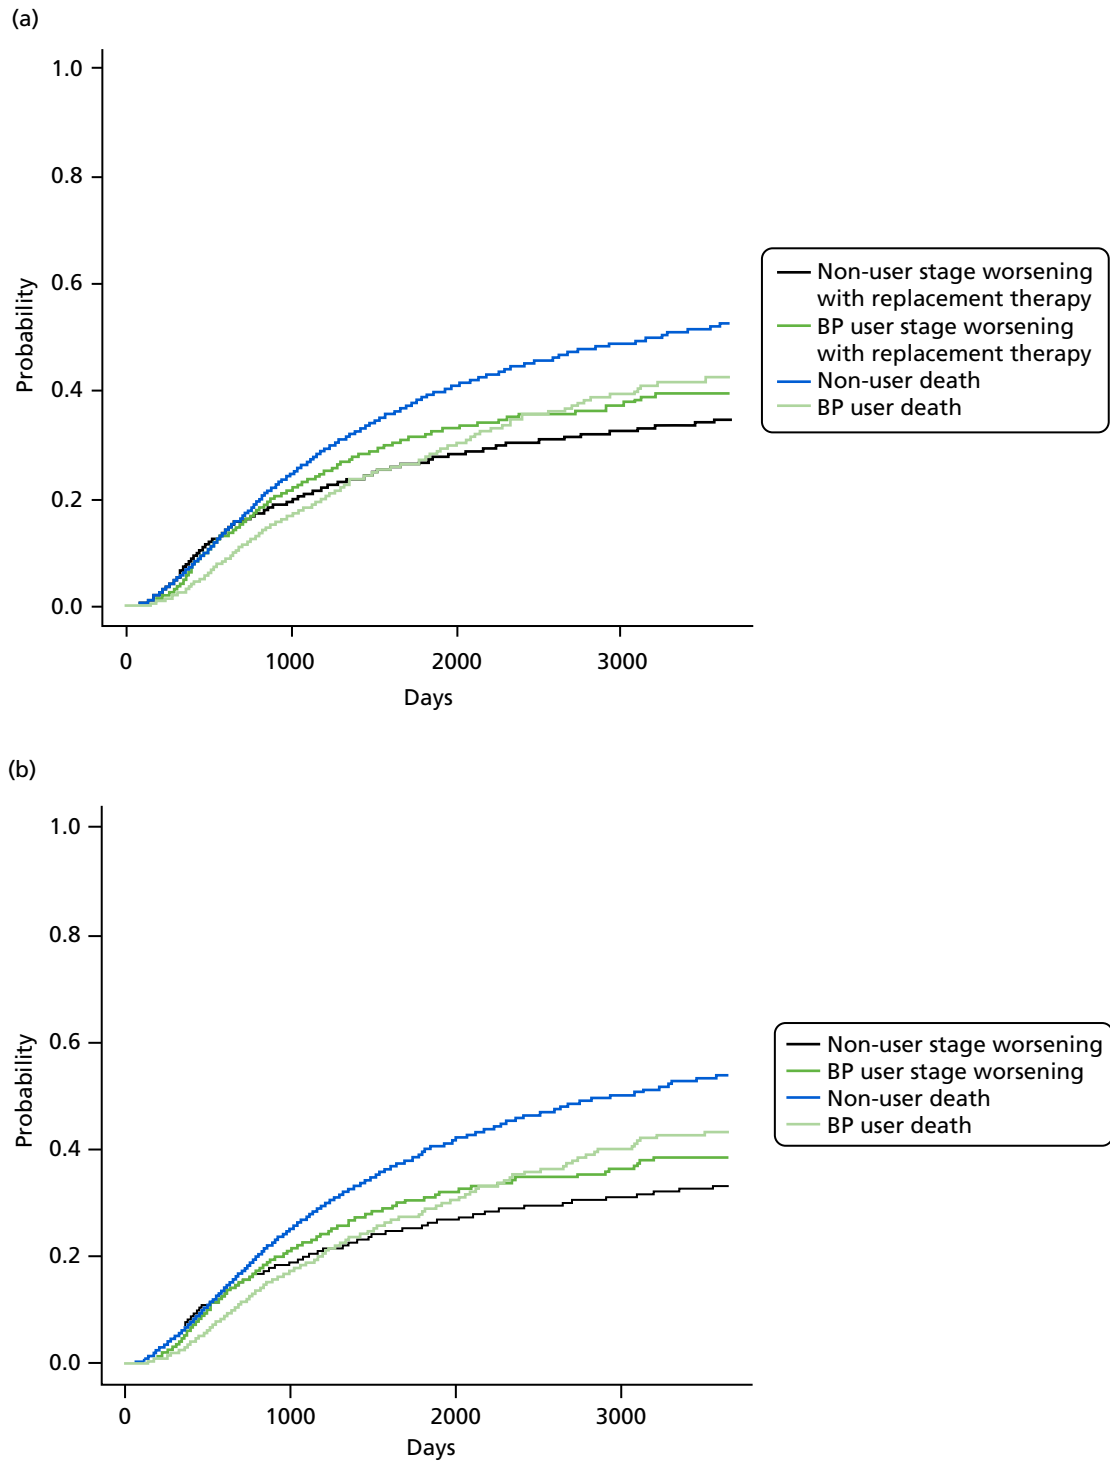 (a)
1.0
0.8
0.6
0.4
0.2
0.0
Probability
0 1000 2000 3000
Days
Non-user stage worsening
with replacement therapy
BP user stage worsening
with replacement therapy
Non-user death
BP user death
(b)
1.0
0.8
0.6
0.4
0.2
0.0
Probability
0 1000 2000 3000
Days
Non-user stage worsening
BP user stage worsening
Non-user death
BP user death